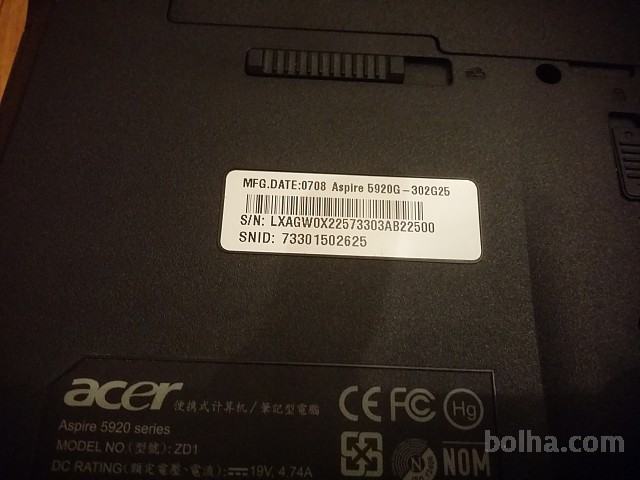 MFG.DATE:0708 Aspire 5920G-302G25
S/N: LXAGW0X22573303AB22500
SNID: 73301502625
acer 便携式计算机/筆記型電腦
Aspire 5920 series
MODEL NO(型號): ZD1
DC RATING(額定電壓、電流): 19V, 4.74A
CE FC Hg
N NOM
bolha.com